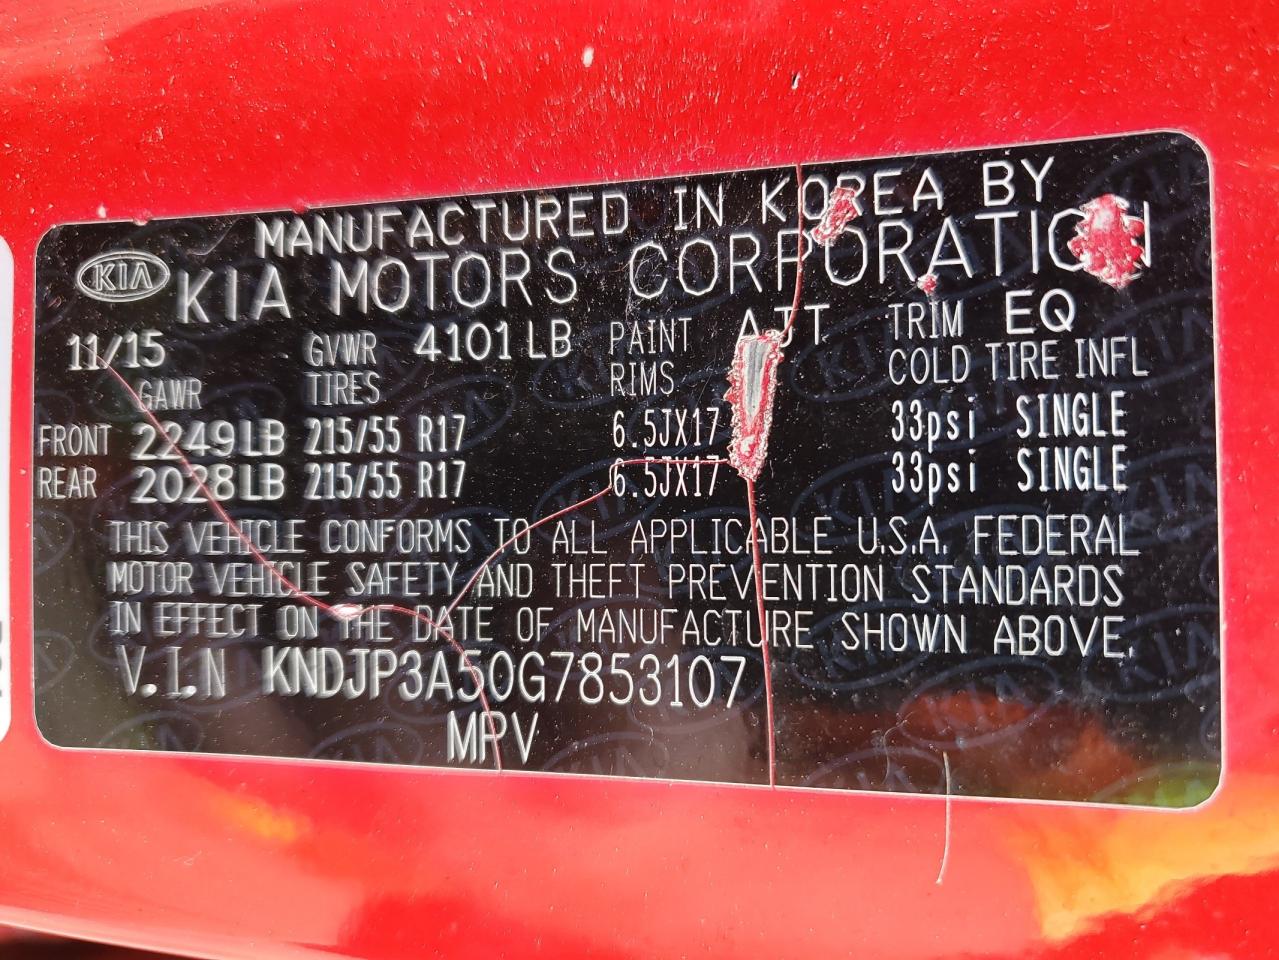 MANUFACTURED IN KOREA BY
KIA KIA MOTORS CORPORATION
11/15 GVWR 4101 LB PAINT AJT TRIM EQ
GAWR TIRES RIMS COLD TIRE INFL
FRONT 2249LB 215/55 R17 6.5JX17 33psi SINGLE
REAR 2028LB 215/55 R17 6.5JX17 33psi SINGLE
THIS VEHICLE CONFORMS TO ALL APPLICABLE U.S.A. FEDERAL
MOTOR VEHICLE SAFETY AND THEFT PREVENTION STANDARDS
IN EFFECT ON THE DATE OF MANUFACTURE SHOWN ABOVE.
V.I.N KNDJP3A50G7853107
MPV